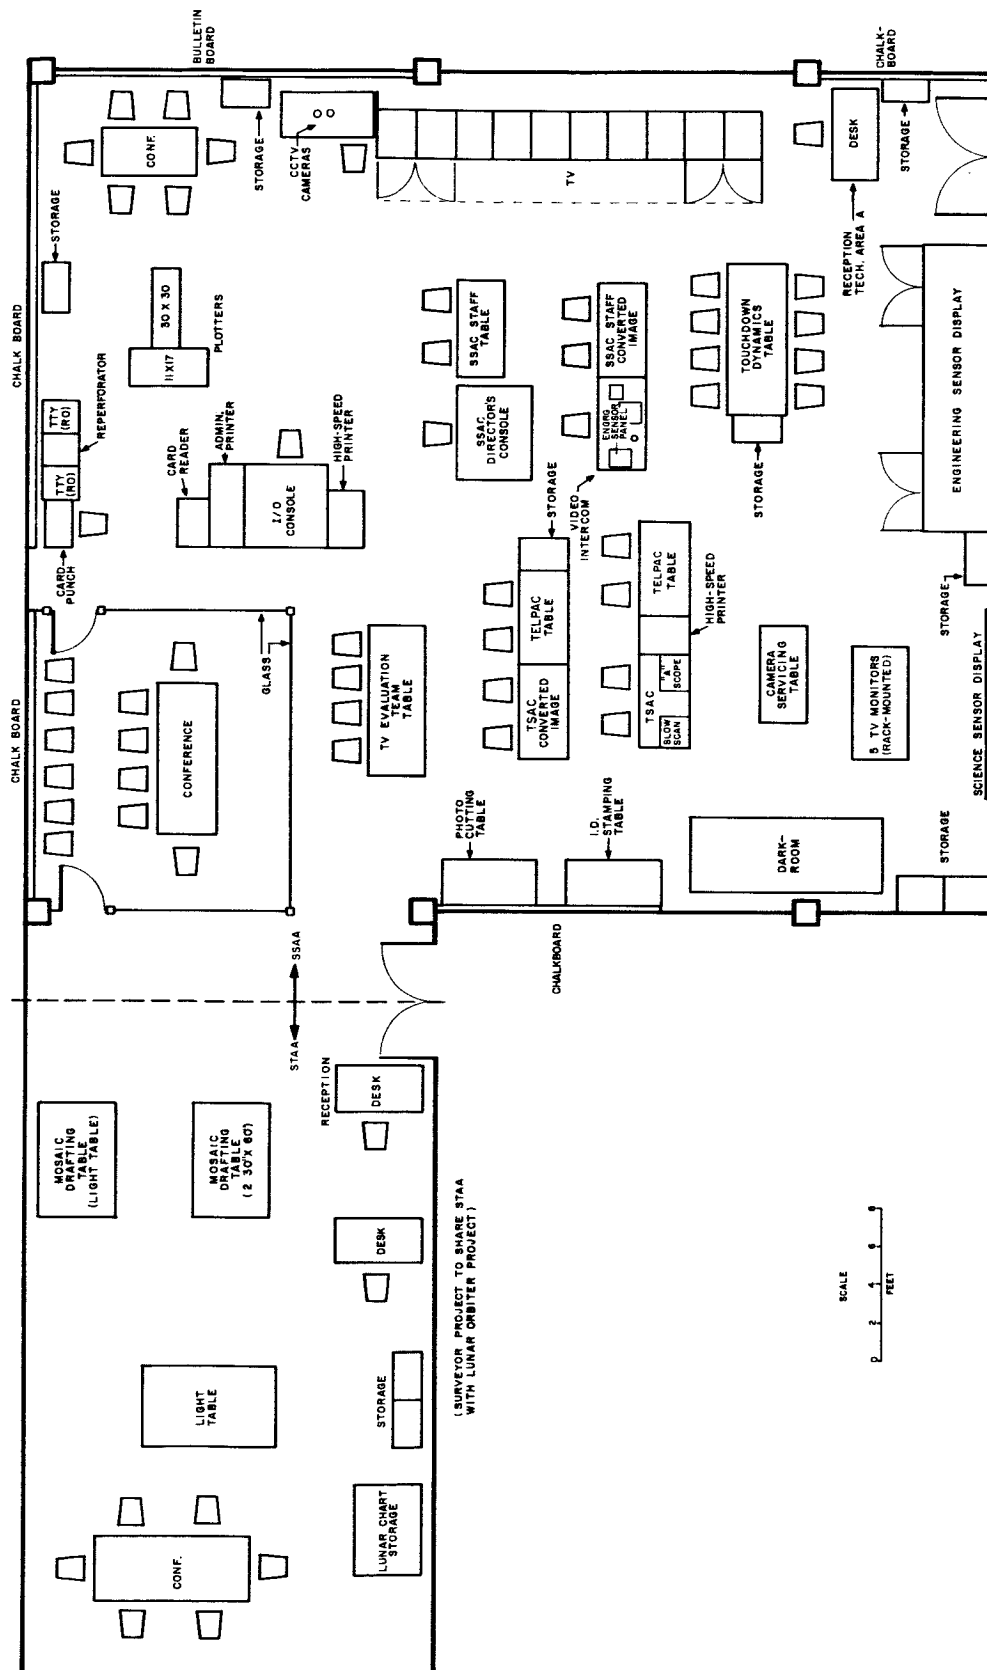 CHALK BOARD
CHALK BOARD
BULLETIN
BOARD
CHALK-
BOARD
CONF.
STORAGE
STORAGE
CCTV
CAMERAS
TV
DESK
STORAGE
RECEPTION
TECH. AREA A
30 X 30
11X17
PLOTTERS
TTY
(RO)
TTY
(RO)
REPERFORATOR
CARD
PUNCH
CARD
READER
ADMIN.
PRINTER
I/O
CONSOLE
HIGH-SPEED
PRINTER
SSAC STAFF
TABLE
SSAC
DIRECTOR'S
CONSOLE
SSAC STAFF
CONVERTED
IMAGE
ENGRG
SENSOR
PANEL
VIDEO
INTERCOM
TOUCHDOWN
DYNAMICS
TABLE
STORAGE
ENGINEERING SENSOR DISPLAY
STORAGE
SCIENCE SENSOR DISPLAY
STORAGE
TELPAC
TABLE
TSAC
CONVERTED
IMAGE
TELPAC
TABLE
HIGH-SPEED
PRINTER
TSAC
"A"
SCOPE
SLOW
SCAN
CAMERA
SERVICING
TABLE
5 TV MONITORS
(RACK-MOUNTED)
STORAGE
DARK-
ROOM
I.D.
STAMPING
TABLE
PHOTO
CUTTING
TABLE
CHALKBOARD
TV EVALUATION
TEAM
TABLE
GLASS
CONFERENCE
SSAA
STAA
RECEPTION
DESK
DESK
MOSAIC
DRAFTING
TABLE
(LIGHT TABLE)
MOSAIC
DRAFTING
TABLE
(2 30"X 60")
LIGHT
TABLE
STORAGE
LUNAR CHART
STORAGE
CONF.
(SURVEYOR PROJECT TO SHARE STAA
WITH LUNAR ORBITER PROJECT)
SCALE
0 2 4 6 8
FEET